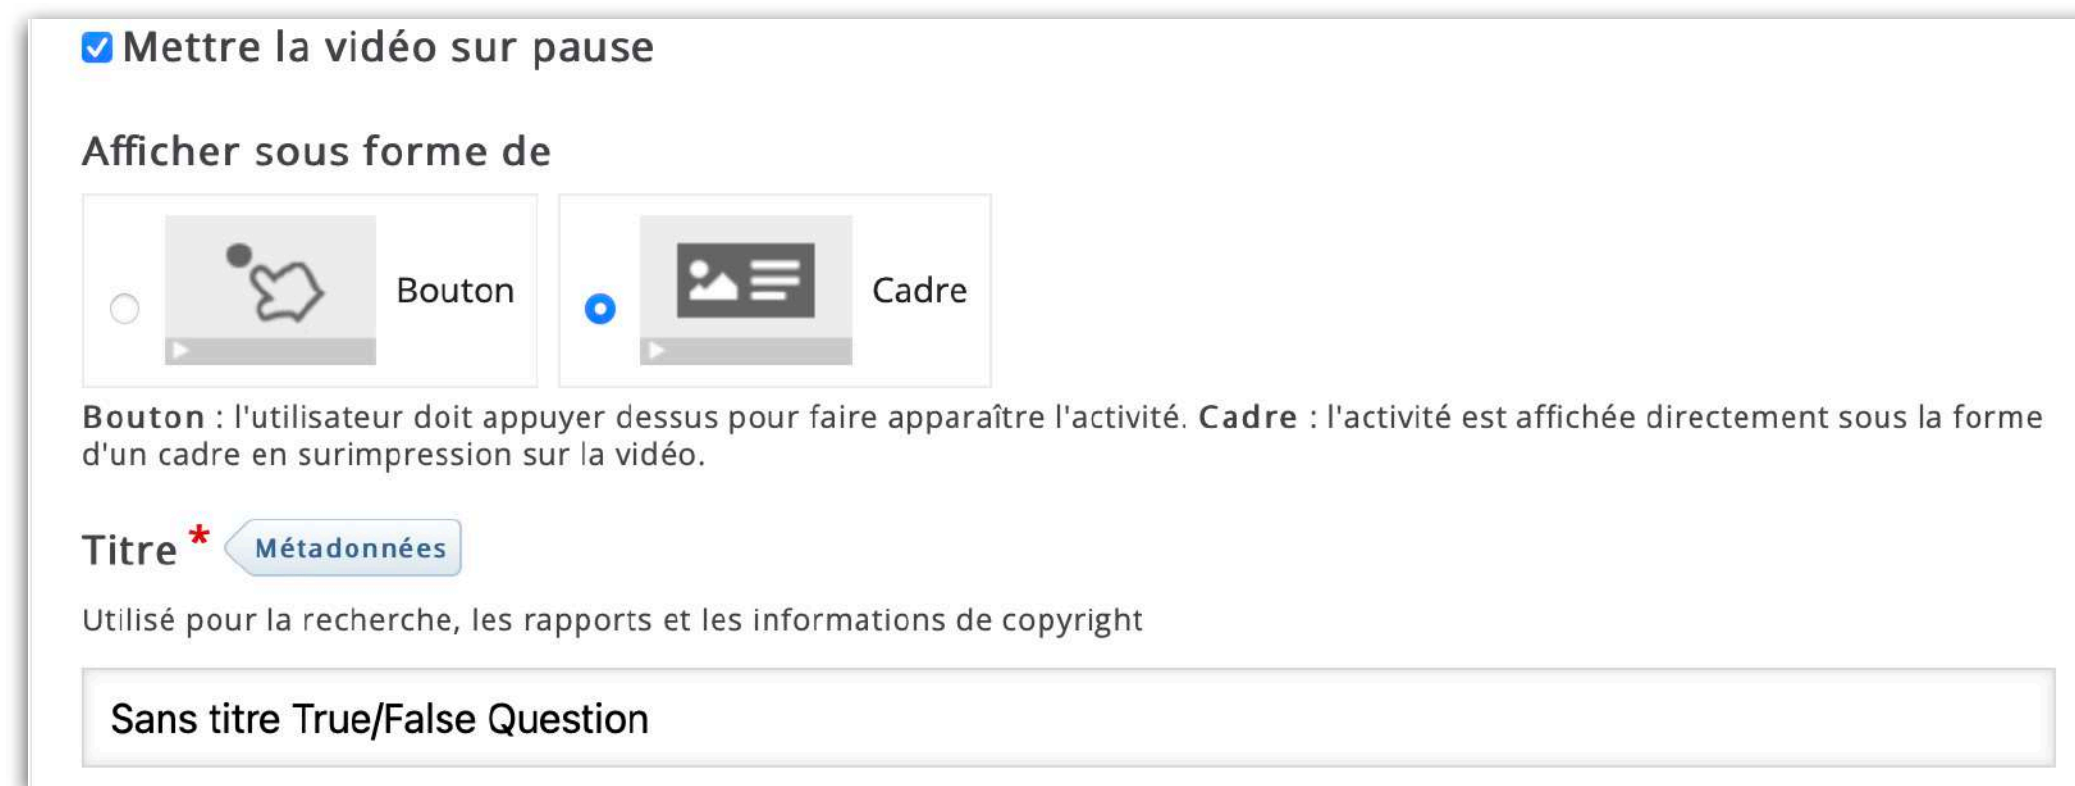 Mettre la vidéo sur pause
Afficher sous forme de
Bouton
Cadre
Bouton : l'utilisateur doit appuyer dessus pour faire apparaître l'activité. Cadre : l'activité est affichée directement sous la forme
d'un cadre en surimpression sur la vidéo.
Titre * Métadonnées
Utilisé pour la recherche, les rapports et les informations de copyright
Sans titre True/False Question